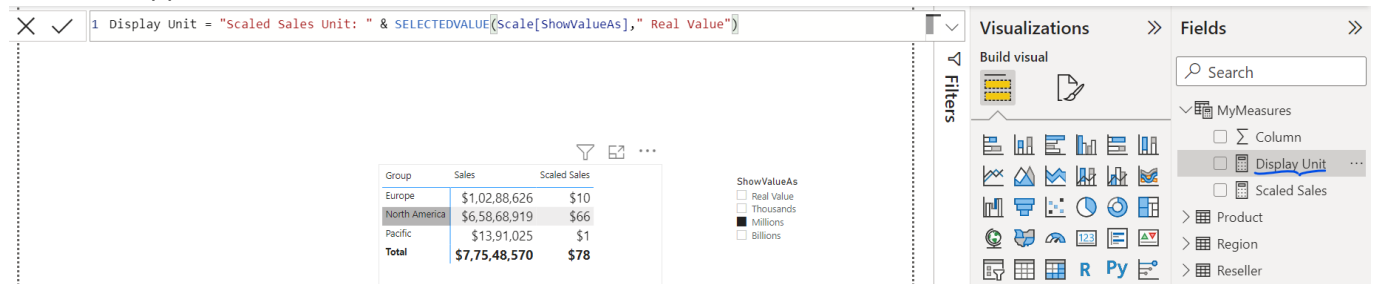 1 Display Unit = "Scaled Sales Unit: " & SELECTEDVALUE(Scale[ShowValueAs]," Real Value")
Group Sales Scaled Sales
Europe $1,02,88,626 $10
North America $6,58,68,919 $66
Pacific $13,91,025 $1
Total $7,75,48,570 $78
ShowValueAs
Real Value
Thousands
Millions
Billions
Filters
Visualizations
Build visual
123
R Py
Fields
Search
MyMeasures
Column
Display Unit
Scaled Sales
Product
Region
Reseller